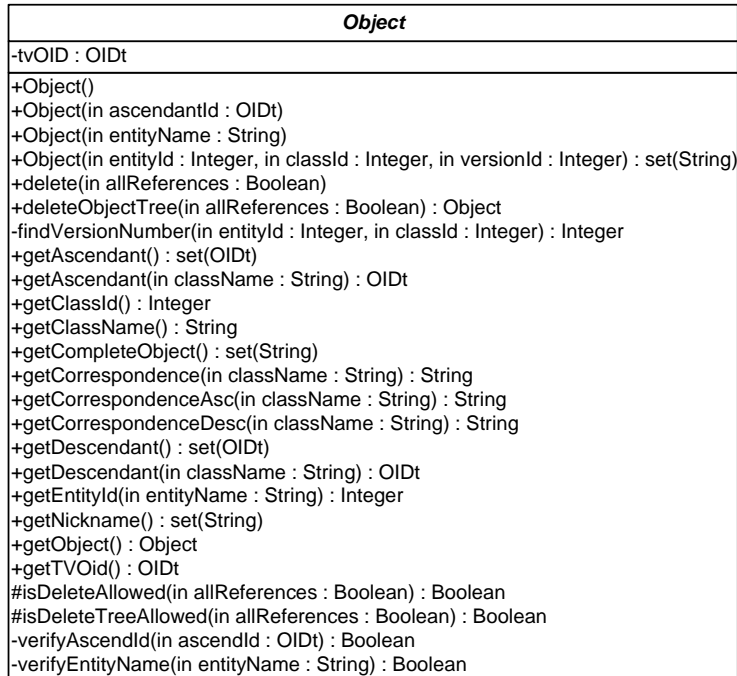 Object
-tvOID : OIDt
+Object()
+Object(in ascendantId : OIDt)
+Object(in entityName : String)
+Object(in entityId : Integer, in classId : Integer, in versionId : Integer) : set(String)
+delete(in allReferences : Boolean)
+deleteObjectTree(in allReferences : Boolean) : Object
-findVersionNumber(in entityId : Integer, in classId : Integer) : Integer
+getAscendant() : set(OIDt)
+getAscendant(in className : String) : OIDt
+getClassId() : Integer
+getClassName() : String
+getCompleteObject() : set(String)
+getCorrespondence(in className : String) : String
+getCorrespondenceAsc(in className : String) : String
+getCorrespondenceDesc(in className : String) : String
+getDescendant() : set(OIDt)
+getDescendant(in className : String) : OIDt
+getEntityId(in entityName : String) : Integer
+getNickname() : set(String)
+getObject() : Object
+getTVOid() : OIDt
#isDeleteAllowed(in allReferences : Boolean) : Boolean
#isDeleteTreeAllowed(in allReferences : Boolean) : Boolean
-verifyAscendId(in ascendId : OIDt) : Boolean
-verifyEntityName(in entityName : String) : Boolean